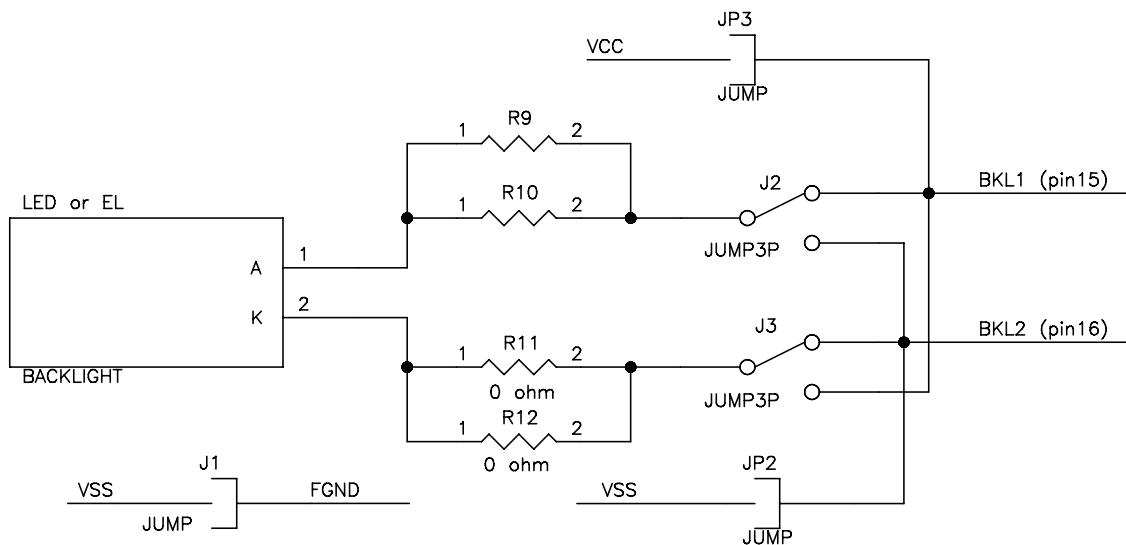 JP3
VCC
JUMP
R9
1 2
R10
1 2
LED or EL
J2
BKL1 (pin15)
A
1
JUMP3P
K
2
J3
BKL2 (pin16)
BACKLIGHT
R11
1 2
0 ohm
JUMP3P
R12
1 2
0 ohm
J1
JP2
VSS
FGND
VSS
JUMP
JUMP